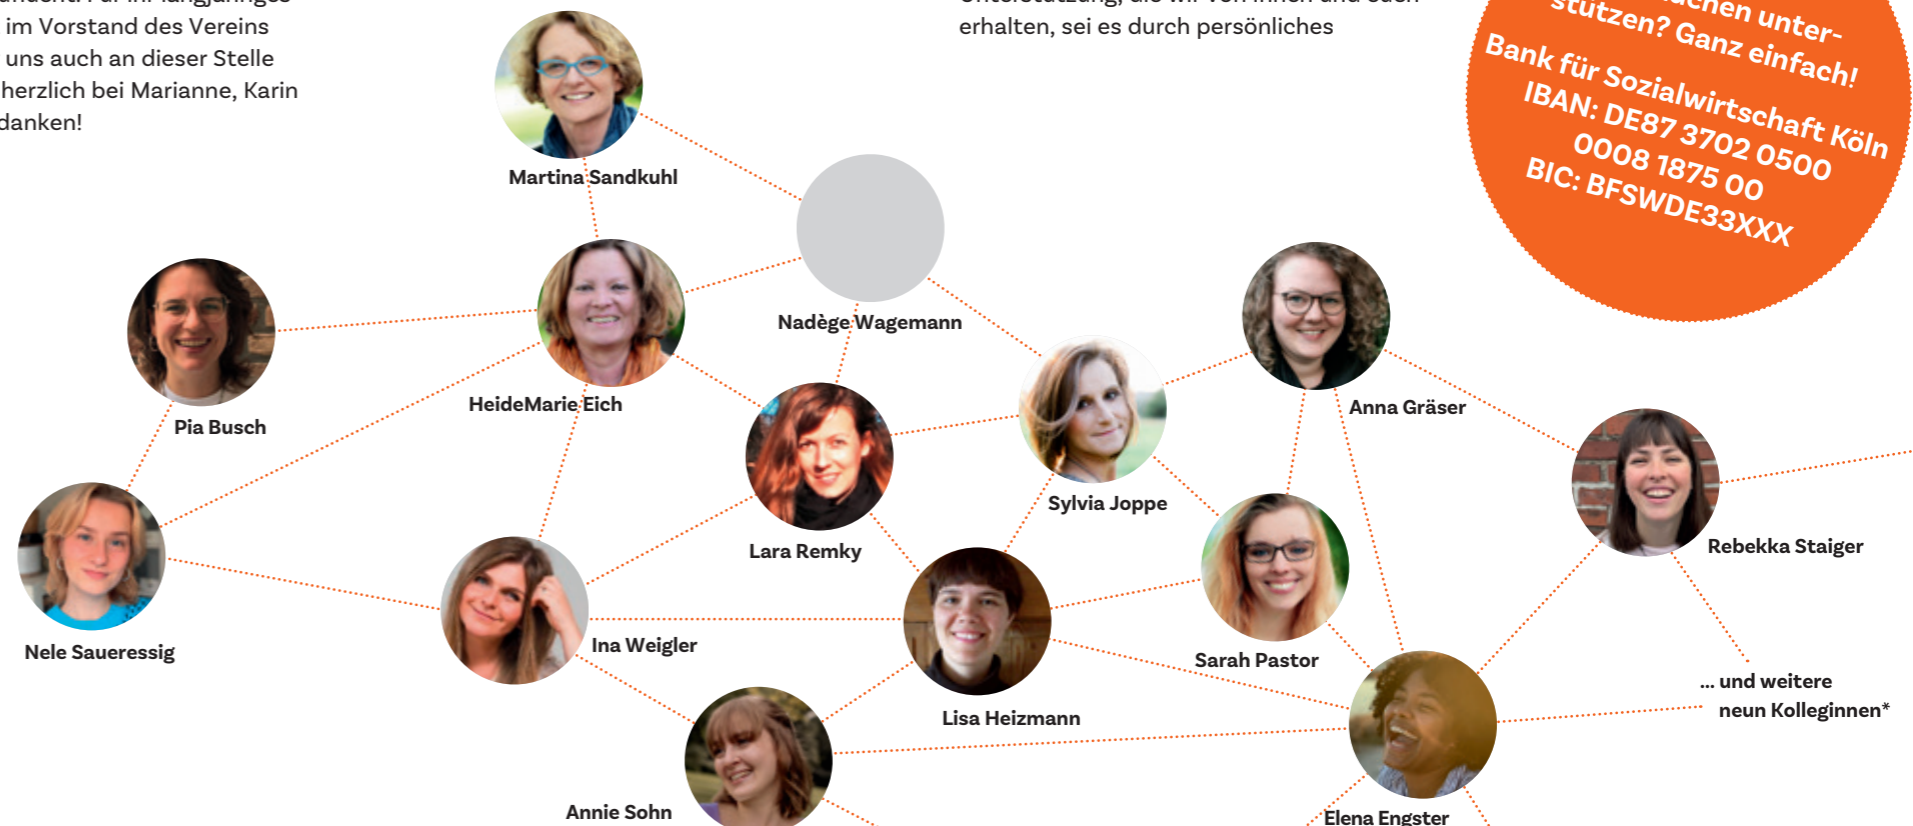 im Vorstand des Vereins
uns auch an dieser Stelle
herzlich bei Marianne, Karin
danken!
erhalten, sei es durch persönliches
stützen? Ganz einfach!
Bank für Sozialwirtschaft Köln
IBAN: DE87 3702 0500
0008 1875 00
BIC: BFSWDE33XXX
Martina Sandkuhl
Nadège Wagemann
HeideMarie Eich
Pia Busch
Anna Gräser
Sylvia Joppe
Lara Remky
Rebekka Staiger
Nele Saueressig
Ina Weigler
Sarah Pastor
Lisa Heizmann
... und weitere
neun Kolleginnen*
Annie Sohn
Elena Engster